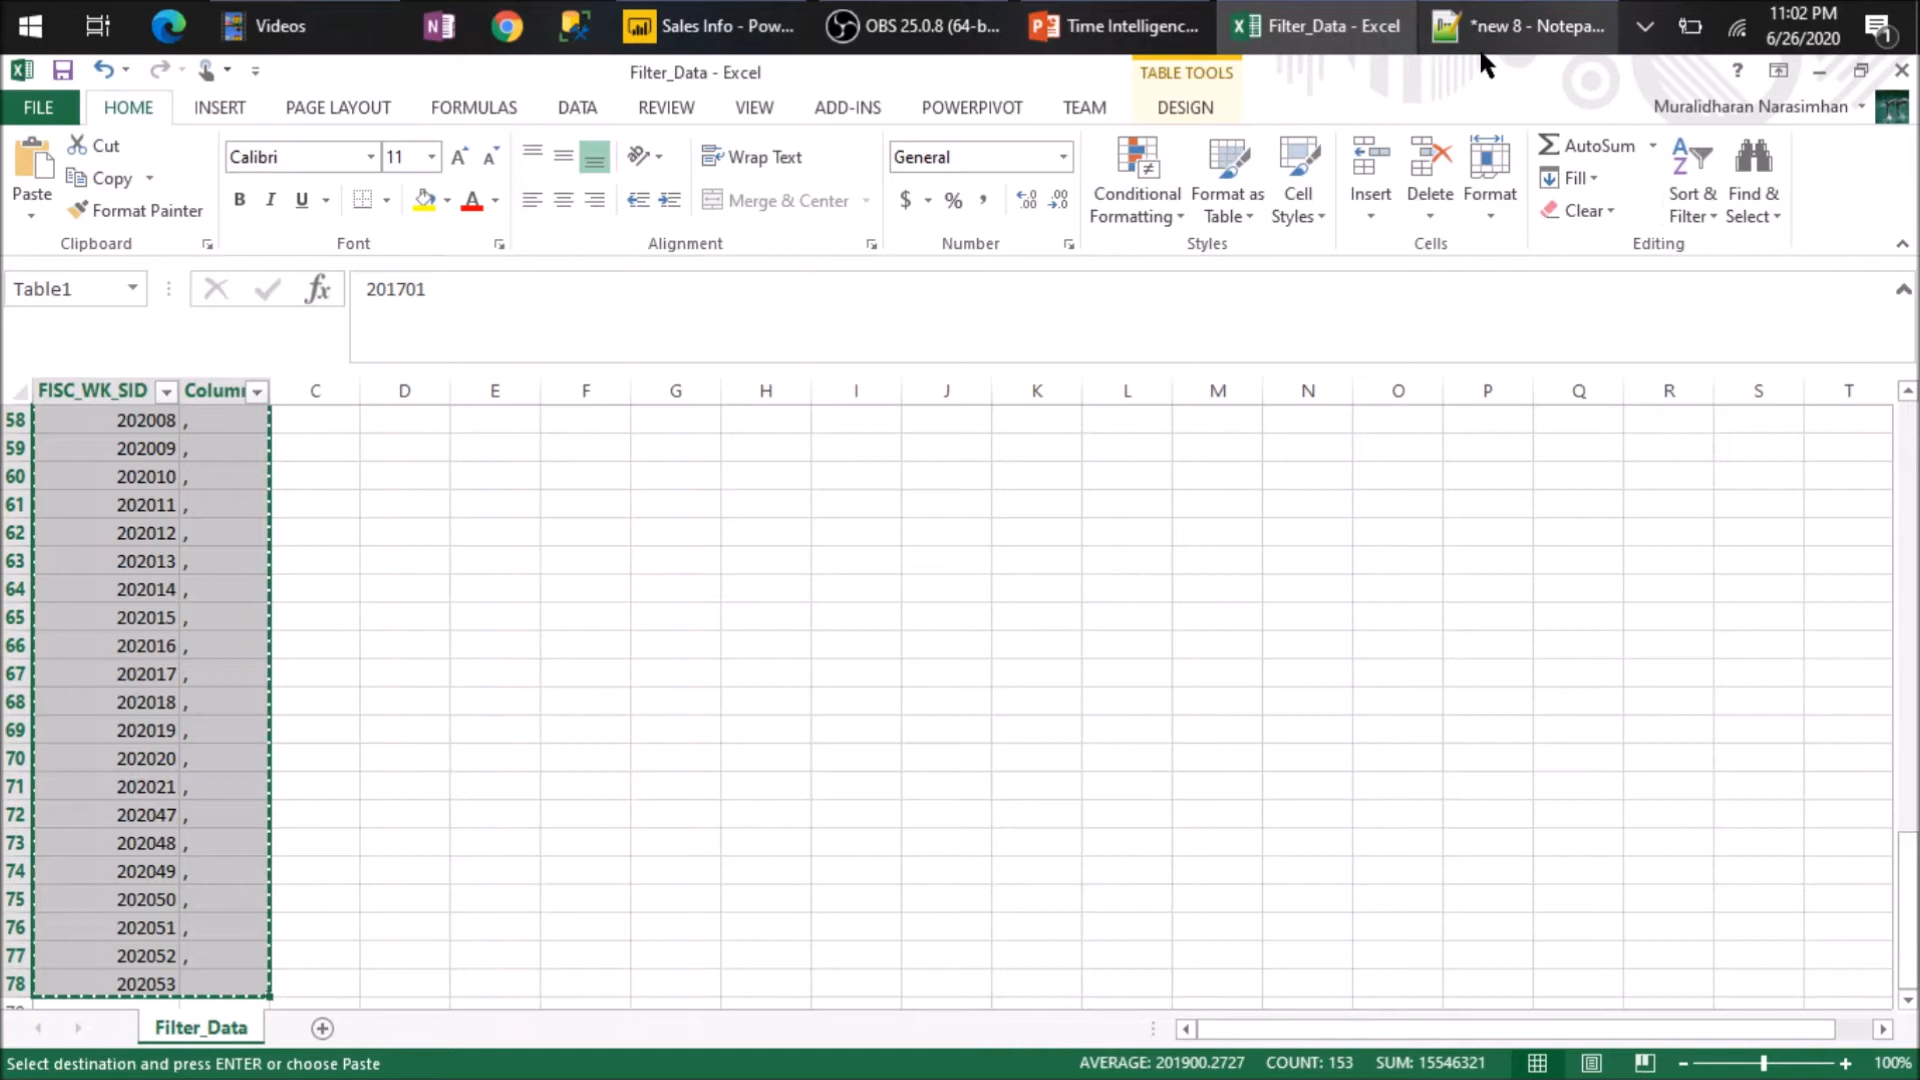 Videos
Sales Info - Pow...
OBS 25.0.8 (64-b...
Time Intelligenc...
Filter_Data - Excel
*new 8 - Notepa...
11:02 PM
6/26/2020
1
Filter_Data - Excel
TABLE TOOLS
?
FILE
HOME
INSERT
PAGE LAYOUT
FORMULAS
DATA
REVIEW
VIEW
ADD-INS
POWERPIVOT
TEAM
DESIGN
Muralidharan Narasimhan
Paste
Cut
Copy
Format Painter
Clipboard
Calibri
11
B I U
Font
Wrap Text
Merge & Center
Alignment
General
$ % ,
Number
Conditional Formatting
Format as Table
Cell Styles
Styles
Insert
Delete
Format
Cells
AutoSum
Fill
Clear
Sort & Filter
Find & Select
Editing
Table1
fx
201701
FISC_WK_SID Column C D E F G H I J K L M N O P Q R S T
58 202008 ,
59 202009 ,
60 202010 ,
61 202011 ,
62 202012 ,
63 202013 ,
64 202014 ,
65 202015 ,
66 202016 ,
67 202017 ,
68 202018 ,
69 202019 ,
70 202020 ,
71 202021 ,
72 202047 ,
73 202048 ,
74 202049 ,
75 202050 ,
76 202051 ,
77 202052 ,
78 202053
Filter_Data
Select destination and press ENTER or choose Paste
AVERAGE: 201900.2727
COUNT: 153
SUM: 15546321
100%